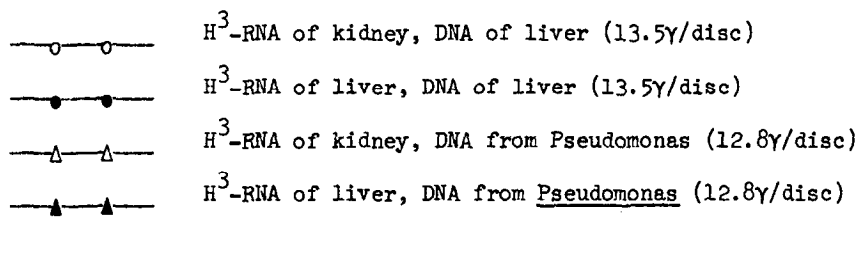 H³-RNA of kidney, DNA of liver (13.5γ/disc)
H³-RNA of liver, DNA of liver (13.5γ/disc)
H³-RNA of kidney, DNA from Pseudomonas (12.8γ/disc)
H³-RNA of liver, DNA from Pseudomonas (12.8γ/disc)